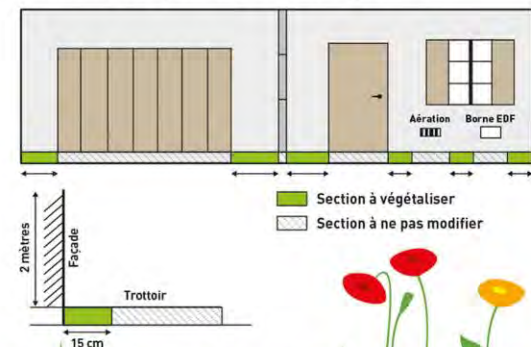 Aération
Borne EDF
Section à végétaliser
Section à ne pas modifier
2 mètres
Façade
Trottoir
15 cm